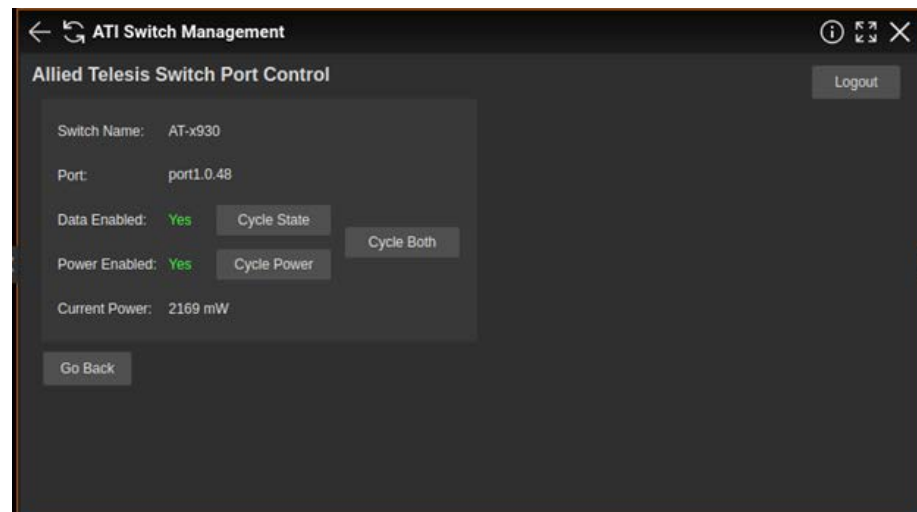 ATI Switch Management
Allied Telesis Switch Port Control
Logout
Switch Name: AT-x930
Port: port1.0.48
Data Enabled: Yes Cycle State
Cycle Both
Power Enabled: Yes Cycle Power
Current Power: 2169 mW
Go Back